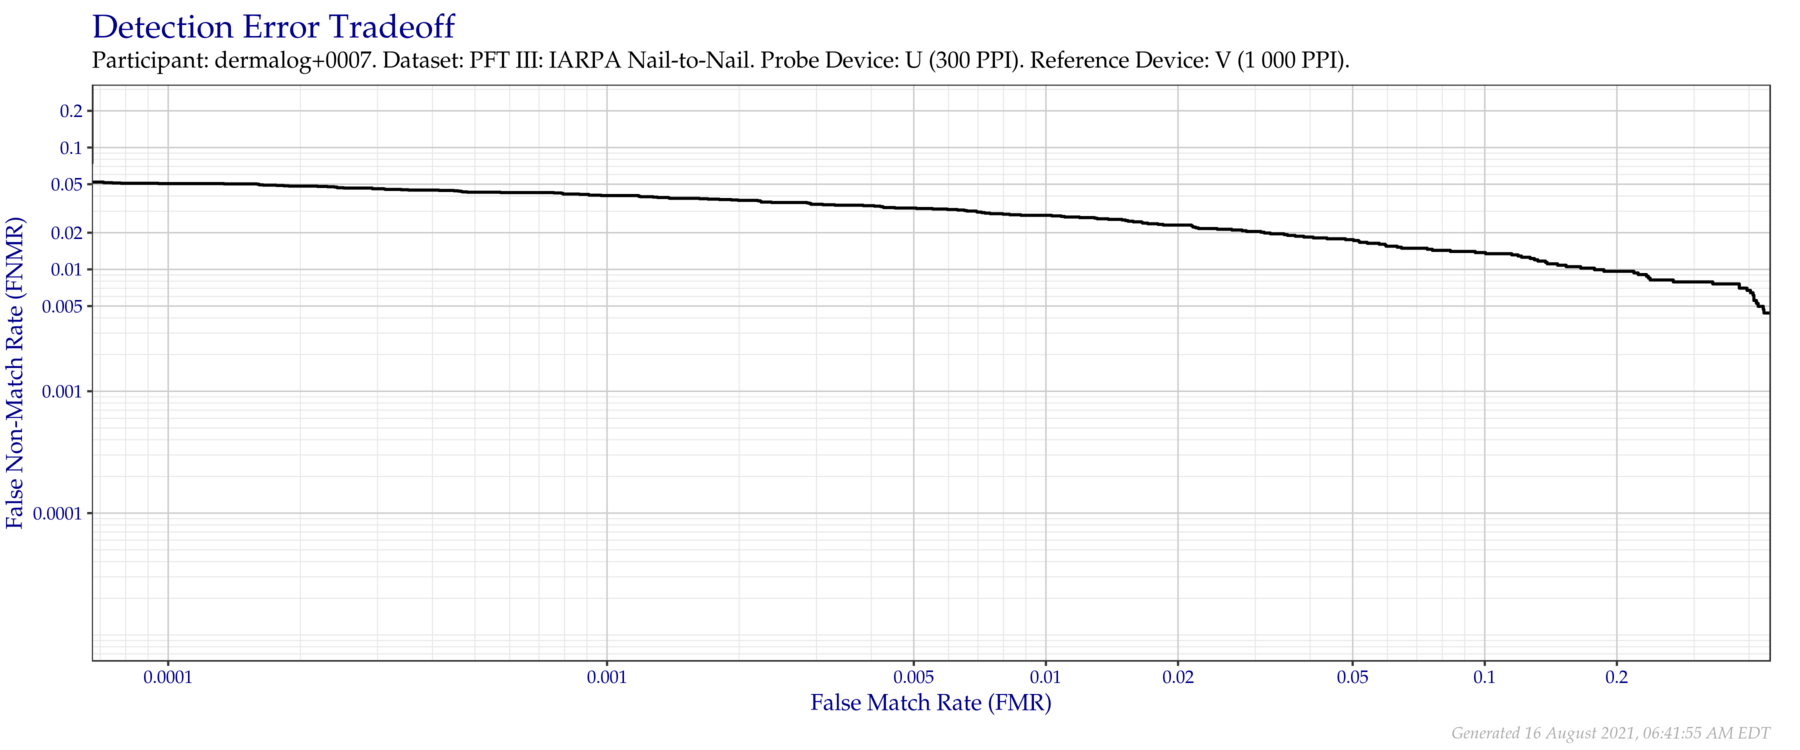 Detection Error Tradeoff
Participant: dermalog+0007. Dataset: PFT III: IARPA Nail-to-Nail. Probe Device: U (300 PPI). Reference Device: V (1 000 PPI).
False Non-Match Rate (FNMR)
0.2
0.1
0.05
0.02
0.01
0.005
0.001
0.0001
0.0001 0.001 0.005 0.01 0.02 0.05 0.1 0.2
False Match Rate (FMR)
Generated 16 August 2021, 06:41:55 AM EDT